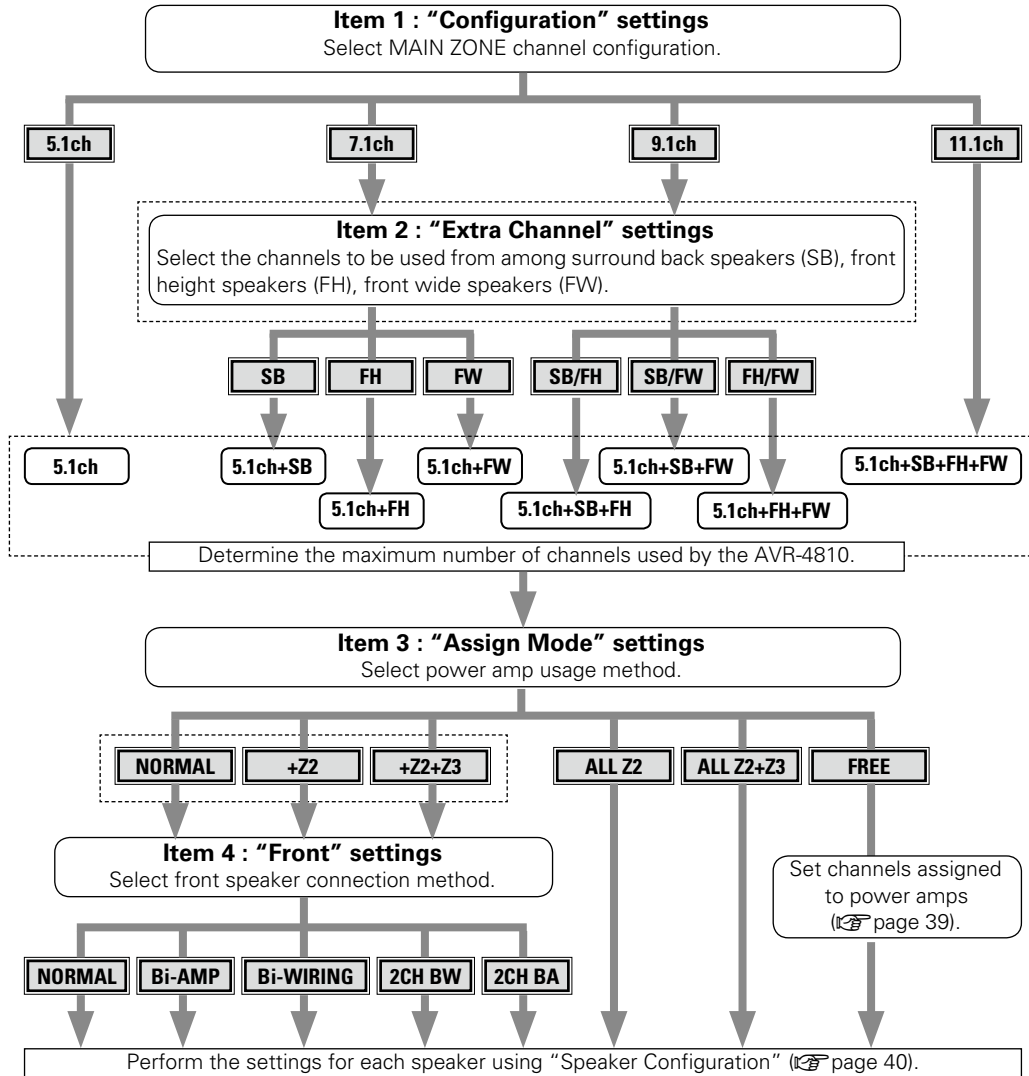 Item 1 : “Configuration” settings
Select MAIN ZONE channel configuration.
5.1ch 7.1ch 9.1ch 11.1ch
Item 2 : “Extra Channel” settings
Select the channels to be used from among surround back speakers (SB), front
height speakers (FH), front wide speakers (FW).
SB FH FW SB/FH SB/FW FH/FW
5.1ch 5.1ch+SB 5.1ch+FW 5.1ch+SB+FW 5.1ch+SB+FH+FW
5.1ch+FH 5.1ch+SB+FH 5.1ch+FH+FW
Determine the maximum number of channels used by the AVR-4810.
Item 3 : “Assign Mode” settings
Select power amp usage method.
NORMAL +Z2 +Z2+Z3 ALL Z2 ALL Z2+Z3 FREE
Item 4 : “Front” settings
Select front speaker connection method.
Set channels assigned
to power amps
(☞ page 39).
NORMAL Bi-AMP Bi-WIRING 2CH BW 2CH BA
Perform the settings for each speaker using “Speaker Configuration” (☞ page 40).